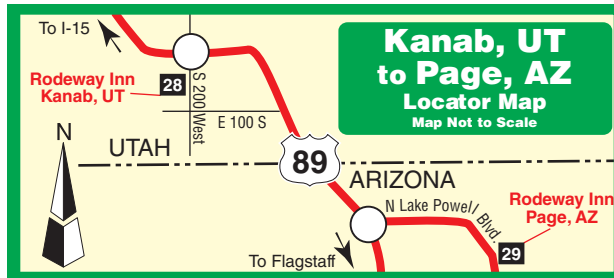 To I-15
Kanab, UT
to Page, AZ
Locator Map
Map Not to Scale
Rodeway Inn
Kanab, UT
28
S 200 West
E 100 S
N
UTAH
89
ARIZONA
N Lake Powell Blvd.
Rodeway Inn
Page, AZ
29
To Flagstaff